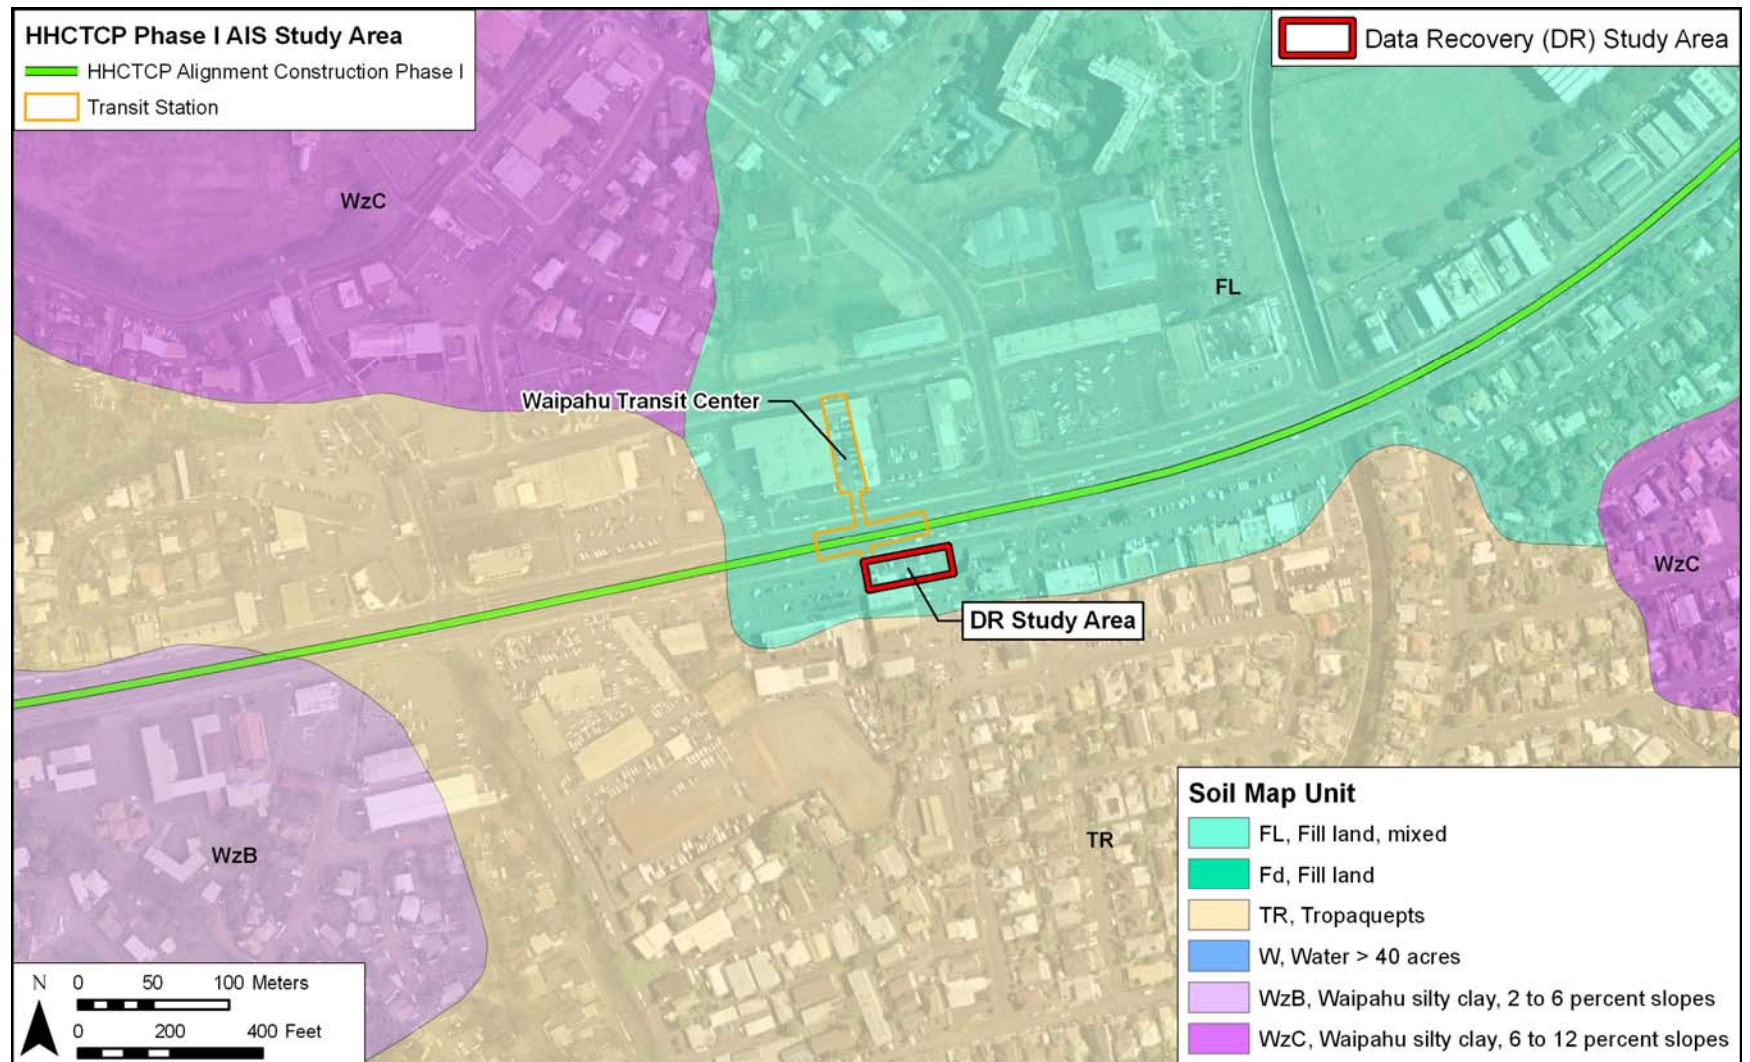 HHCTCP Phase I AIS Study Area
HHCTCP Alignment Construction Phase I
Transit Station
Data Recovery (DR) Study Area
WzC
FL
Waipahu Transit Center
WzC
DR Study Area
TR
WzB
Soil Map Unit
FL, Fill land, mixed
Fd, Fill land
TR, Tropaquepts
W, Water > 40 acres
WzB, Waipahu silty clay, 2 to 6 percent slopes
WzC, Waipahu silty clay, 6 to 12 percent slopes
N 0 50 100 Meters
0 200 400 Feet